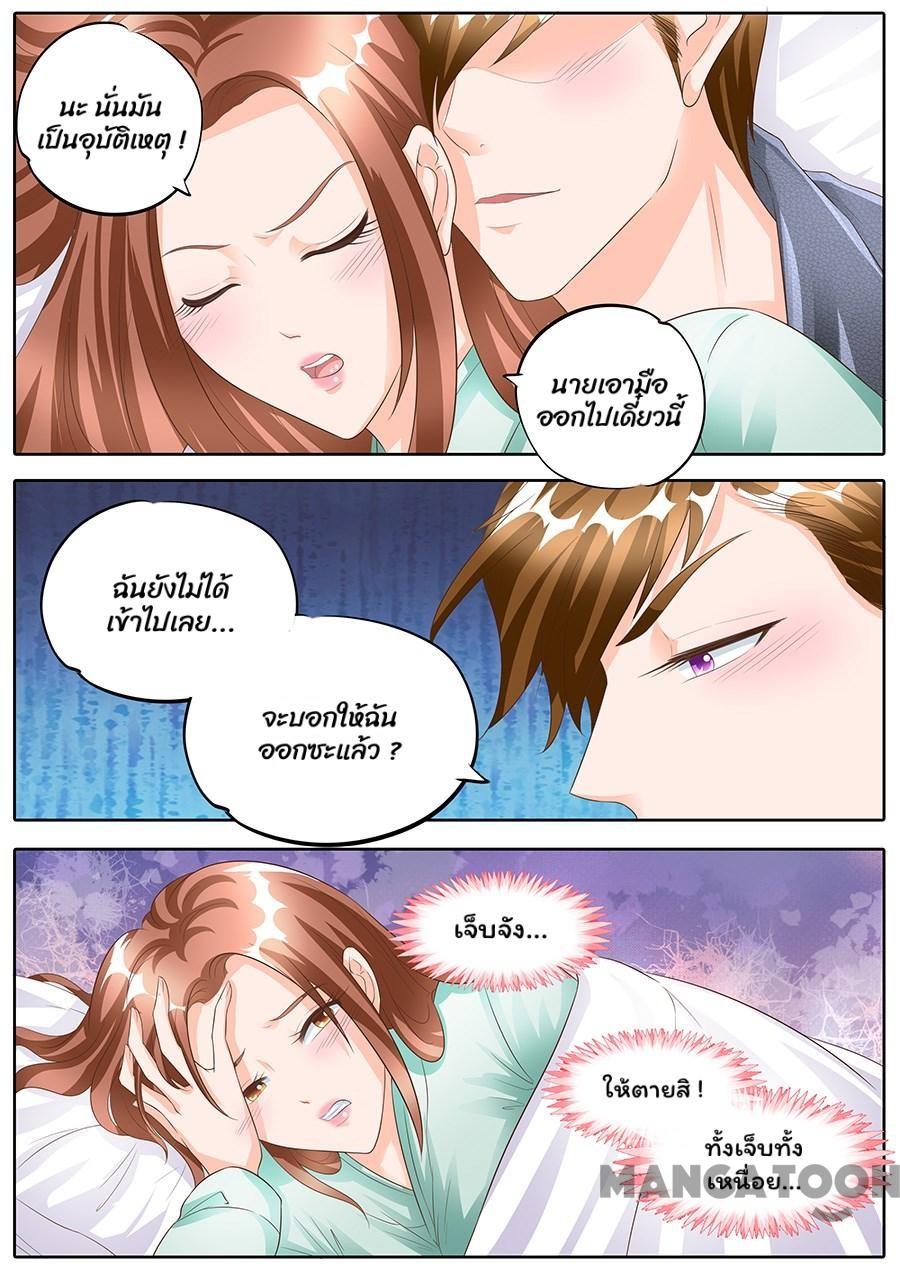 นะ นั่นมัน
เป็นอุบัติเหตุ !
นายเอามือ
ออกไปเดี๋ยวนี้
ฉันยังไม่ได้
เข้าไปเลย...
จะบอกให้ฉัน
ออกซะแล้ว ?
เจ็บจัง...
ให้ตายสิ !
ทั้งเจ็บทั้ง
เหนื่อย...
MANGATOON